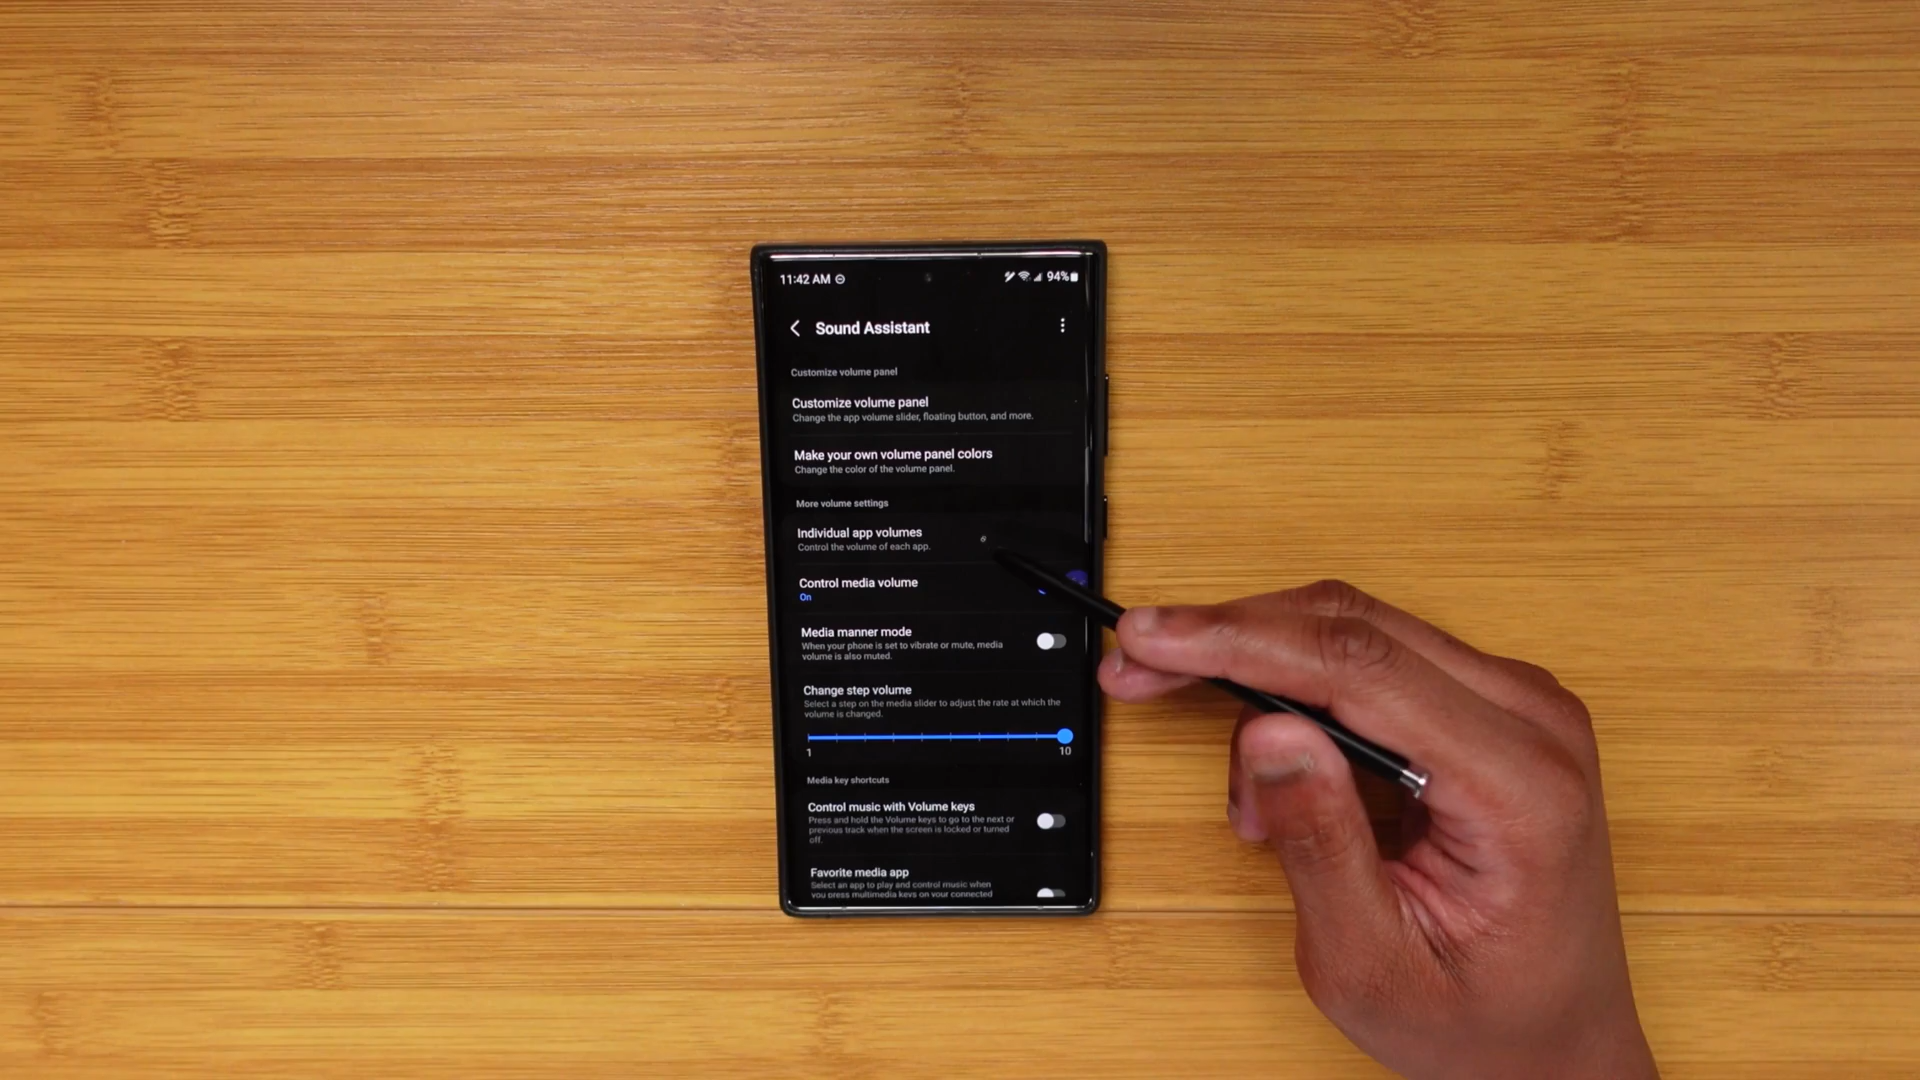 11:42 AM 94%
Sound Assistant
Customize volume panel
Customize volume panel
Change the app volume slider, floating button, and more.
Make your own volume panel colors
Change the color of the volume panel.
More volume settings
Individual app volumes
Control the volume of each app.
Control media volume
On
Media manner mode
When your phone is set to vibrate or mute, media
volume is also muted.
Change step volume
Select a step on the media slider to adjust the rate at which the
volume is changed.
1 10
Media key shortcuts
Control music with Volume keys
Press and hold the Volume keys to go to the next or
previous track when the screen is locked or turned
off.
Favorite media app
Select an app to play and control music when
you press multimedia keys on your connected